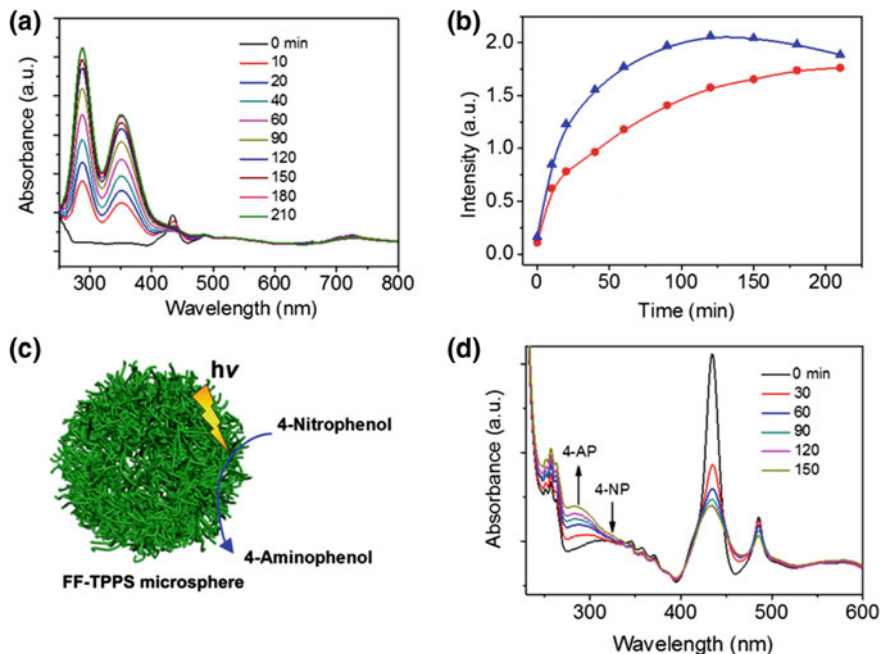 (a)
Absorbance (a.u.)
0 min
10
20
40
60
90
120
150
180
210
300 400 500 600 700 800
Wavelength (nm)
(b)
Intensity (a.u.)
2.0
1.5
1.0
0.5
0.0
0 50 100 150 200
Time (min)
(c)
hν
4-Nitrophenol
4-Aminophenol
FF-TPPS microsphere
(d)
Absorbance (a.u.)
0 min
30
60
90
120
150
4-AP
4-NP
300 400 500 600
Wavelength (nm)